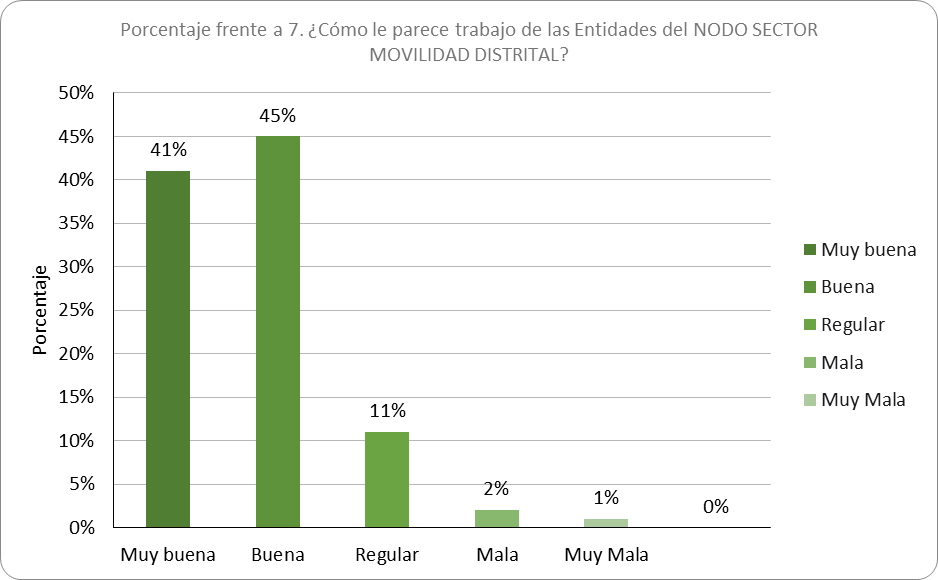 Porcentaje frente a 7. ¿Cómo le parece trabajo de las Entidades del NODO SECTOR
MOVILIDAD DISTRITAL?
50%
45%
40%
35%
30%
25%
20%
15%
10%
5%
0%
Porcentaje
41%
45%
11%
2%
1%
0%
Muy buena
Buena
Regular
Mala
Muy Mala
Muy buena
Buena
Regular
Mala
Muy Mala